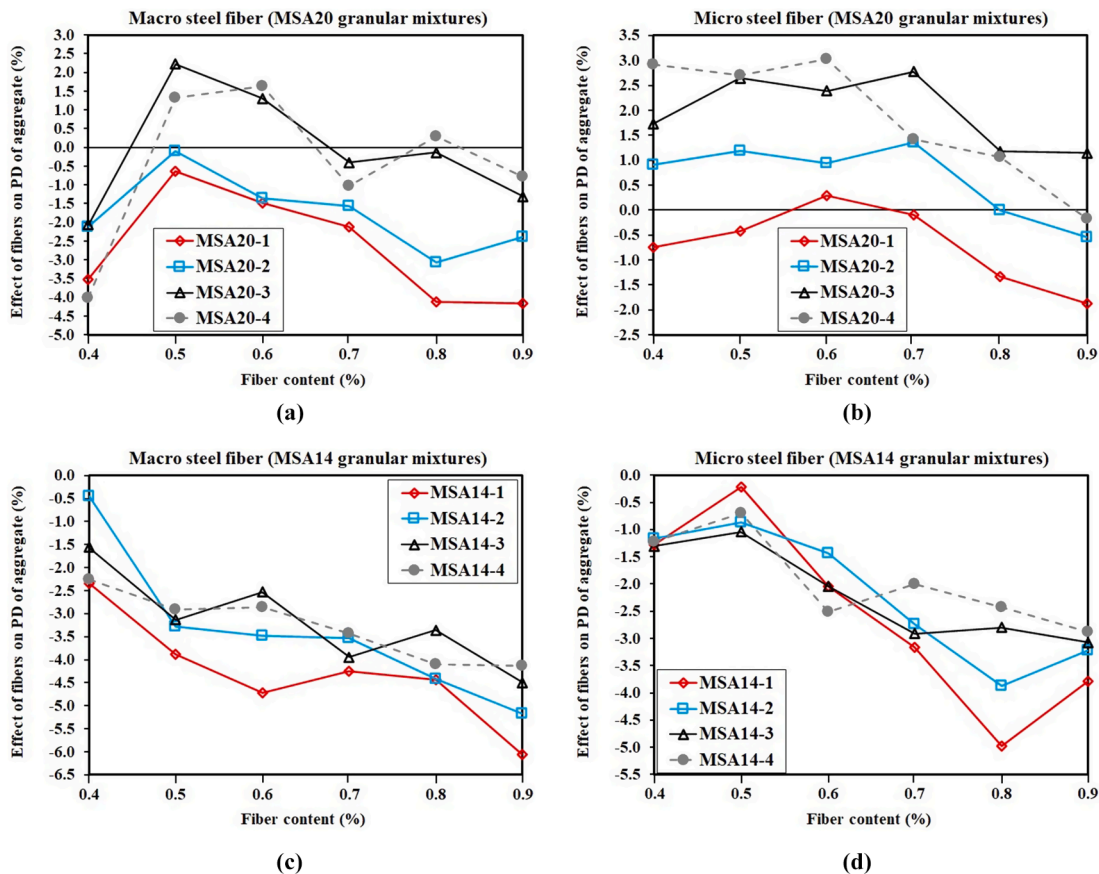 Macro steel fiber (MSA20 granular mixtures)
Effect of fibers on PD of aggregate (%)
3.0
2.5
2.0
1.5
1.0
0.5
0.0
-0.5
-1.0
-1.5
-2.0
-2.5
-3.0
-3.5
-4.0
-4.5
-5.0
MSA20-1
MSA20-2
MSA20-3
MSA20-4
0.4 0.5 0.6 0.7 0.8 0.9
Fiber content (%)
(a)
Micro steel fiber (MSA20 granular mixtures)
Effect of fibers on PD of aggregate (%)
3.5
3.0
2.5
2.0
1.5
1.0
0.5
0.0
-0.5
-1.0
-1.5
-2.0
-2.5
MSA20-1
MSA20-2
MSA20-3
MSA20-4
0.4 0.5 0.6 0.7 0.8 0.9
Fiber content (%)
(b)
Macro steel fiber (MSA14 granular mixtures)
Effect of fibers on PD of aggregate (%)
0.0
-0.5
-1.0
-1.5
-2.0
-2.5
-3.0
-3.5
-4.0
-4.5
-5.0
-5.5
-6.0
-6.5
MSA14-1
MSA14-2
MSA14-3
MSA14-4
0.4 0.5 0.6 0.7 0.8 0.9
Fiber content (%)
(c)
Micro steel fiber (MSA14 granular mixtures)
Effect of fibers on PD of aggregate (%)
0.0
-0.5
-1.0
-1.5
-2.0
-2.5
-3.0
-3.5
-4.0
-4.5
-5.0
-5.5
MSA14-1
MSA14-2
MSA14-3
MSA14-4
0.4 0.5 0.6 0.7 0.8 0.9
Fiber content (%)
(d)